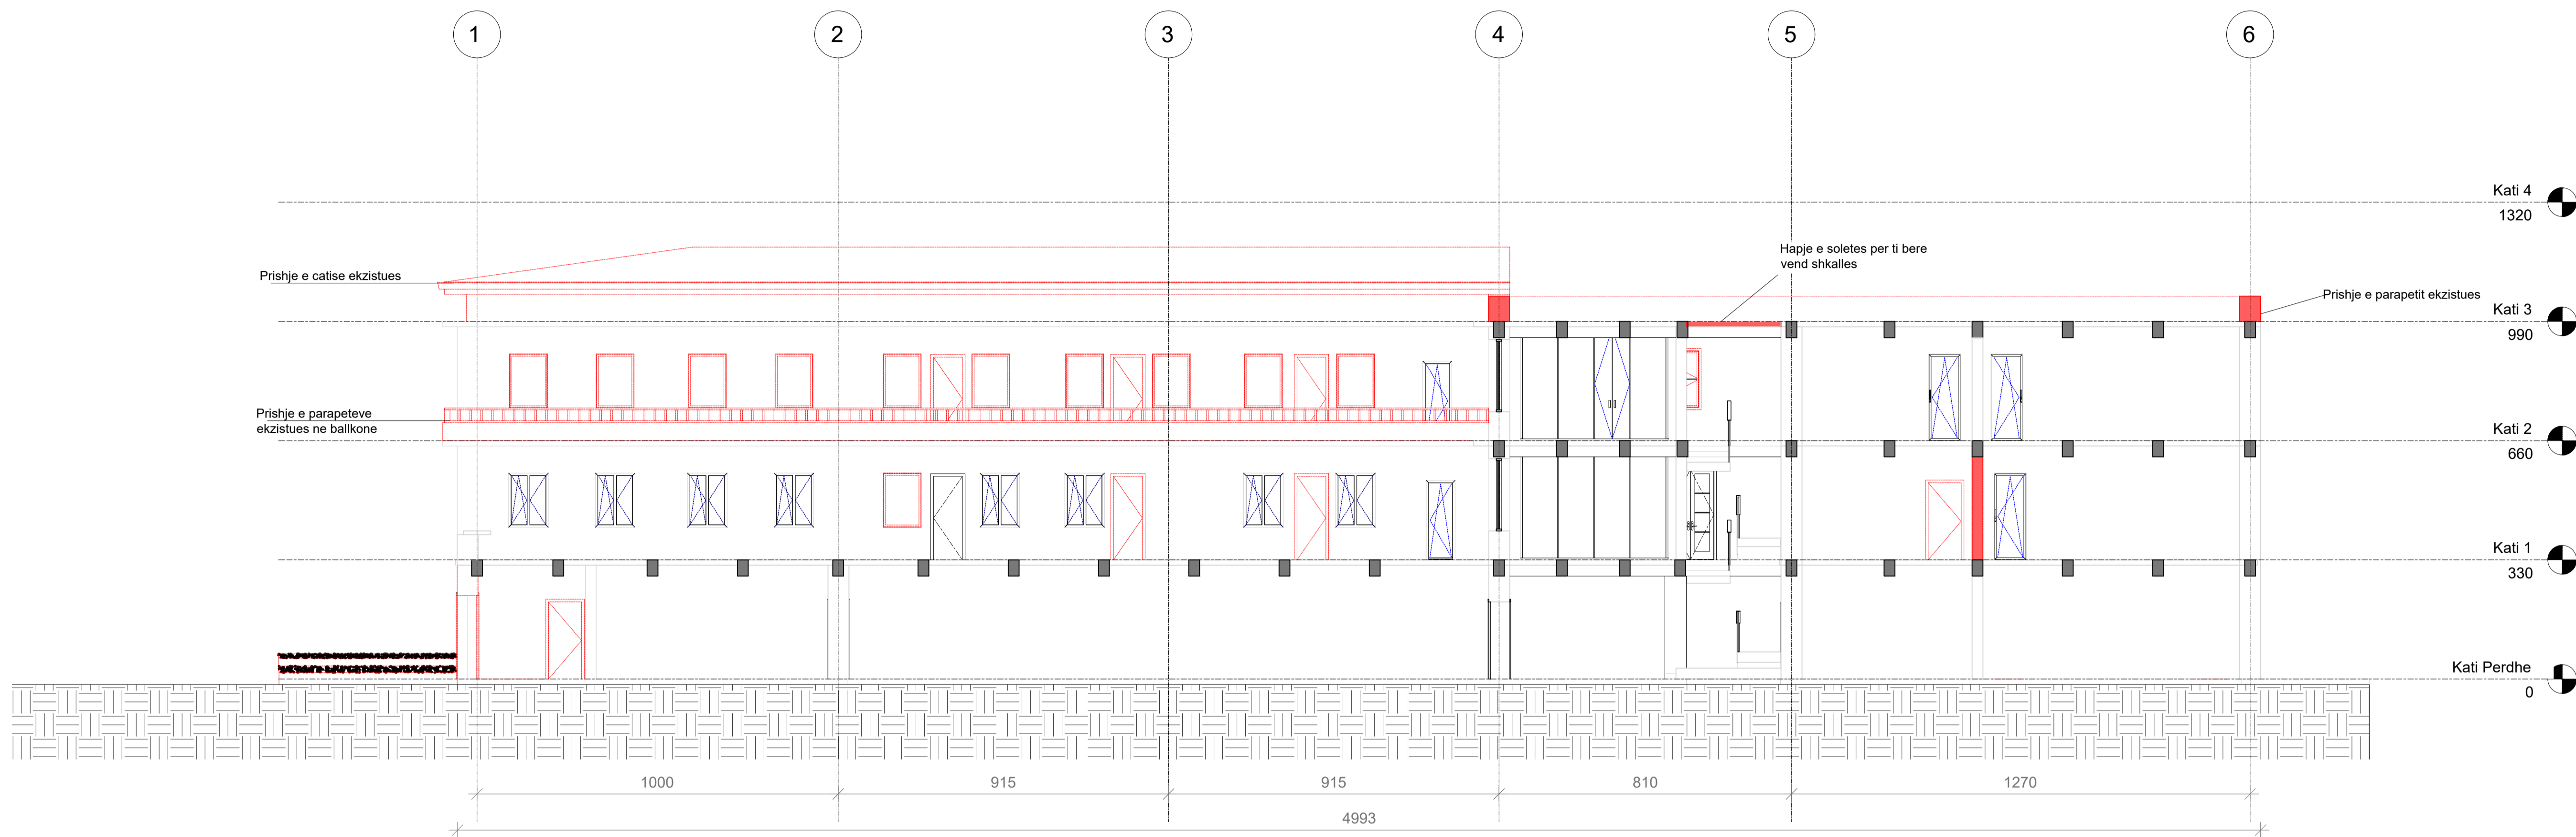 1
2
3
4
5
6
Kati 4
1320
Hapje e soletes per ti bere
vend shkalles
Prishje e catise ekzistues
Prishje e parapetit ekzistues
Kati 3
990
Prishje e parapeteve
ekzistues ne ballkone
Kati 2
660
Kati 1
330
Kati Perdhe
0
1000
915
915
810
1270
4993